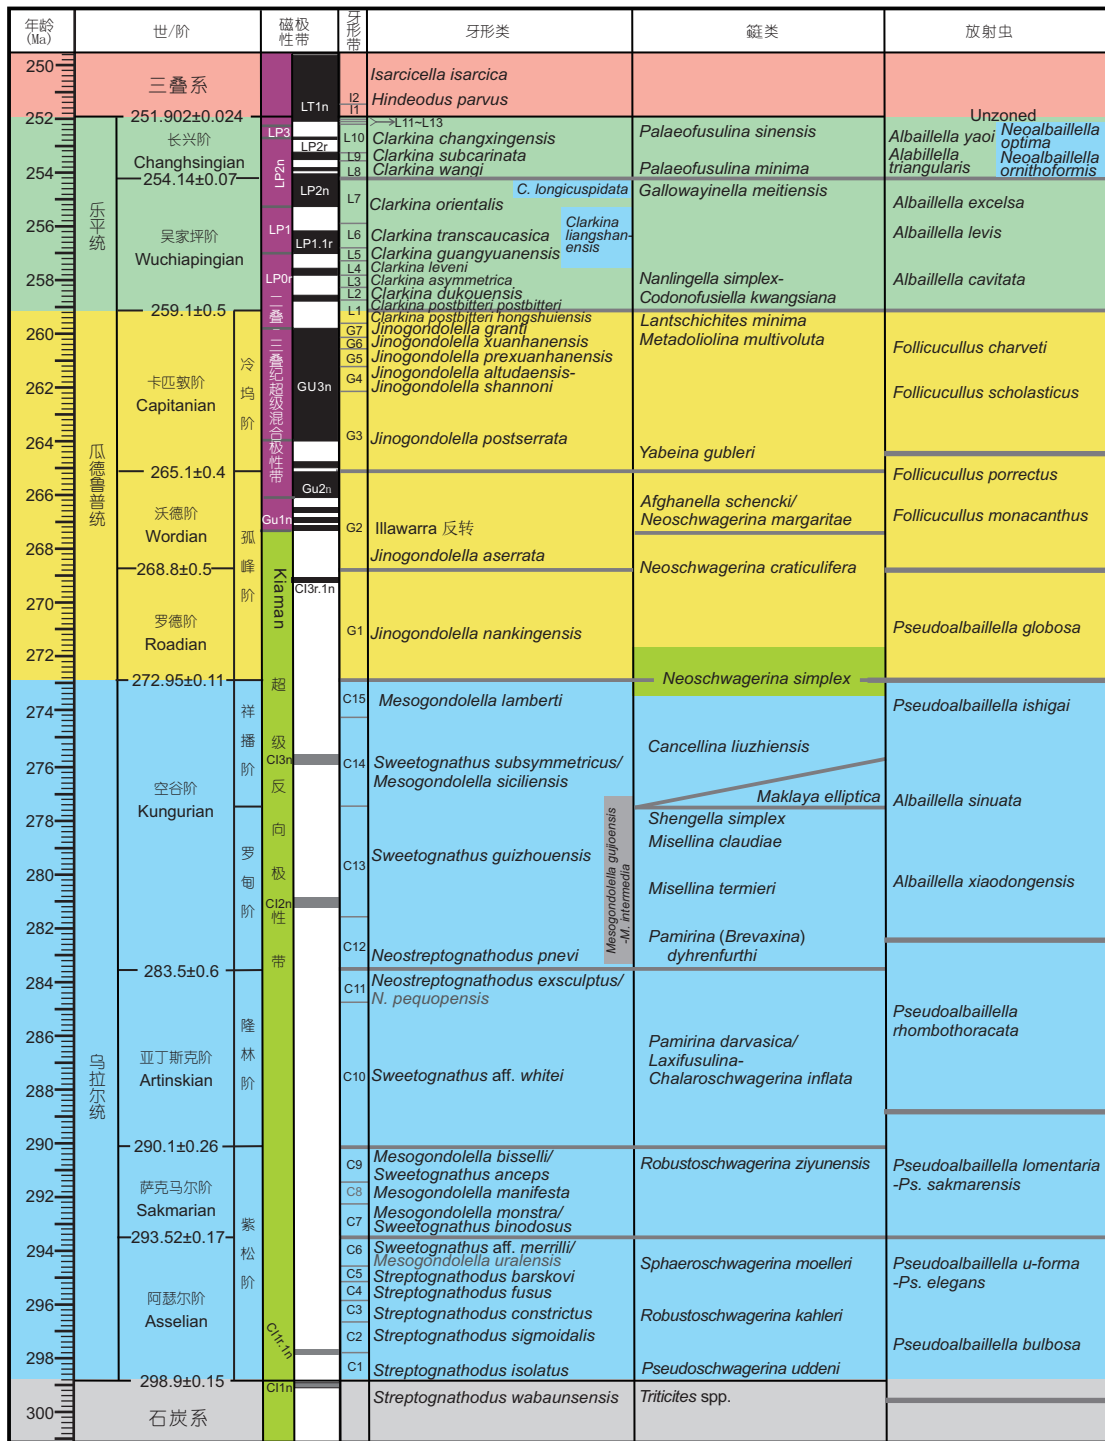 年龄
(Ma)
世/阶
磁极
性带
牙形带
牙形类
䗴类
放射虫
250
252
254
256
258
260
262
264
266
268
270
272
274
276
278
280
282
284
286
288
290
292
294
296
298
300
三叠系
251.902±0.024
乐平统
长兴阶
Changhsingian
254.14±0.07
吴家坪阶
Wuchiapingian
259.1±0.5
瓜德鲁普统
卡匹敦阶
Capitanian
265.1±0.4
沃德阶
Wordian
268.8±0.5
罗德阶
Roadian
272.95±0.11
冷坞阶
孤峰阶
乌拉尔统
空谷阶
Kungurian
283.5±0.6
亚丁斯克阶
Artinskian
290.1±0.26
萨克马尔阶
Sakmarian
293.52±0.17
阿瑟尔阶
Asselian
298.9±0.15
石炭系
祥播阶
罗甸阶
隆林阶
紫松阶
LP3
LP2n
LP1
LP0r
二叠三叠纪超级混合极性带
Gu1n
Kiaman
超级反向极性带
CI3n
CI2n
CI1r.1n
CI1n
LT1n
LP2r
LP2n
LP1.1r
GU3n
Gu2n
CI3r.1n
I2
I1
L11~L13
L10
L9
L8
L7
L6
L5
L4
L3
L2
L1
G7
G6
G5
G4
G3
G2
G1
C15
C14
C13
C12
C11
C10
C9
C8
C7
C6
C5
C4
C3
C2
C1
Isarcicella isarcica
Hindeodus parvus
Clarkina changxingensis
Clarkina subcarinata
Clarkina wangi
C. longicuspidata
Clarkina orientalis
Clarkina
liangshan-
ensis
Clarkina transcaucasica
Clarkina guangyuanensis
Clarkina leveni
Clarkina asymmetrica
Clarkina dukouensis
Clarkina postbitteri postbitteri
Clarkina postbitteri hongshuiensis
Jinogondolella granti
Jinogondolella xuanhanensis
Jinogondolella prexuanhanensis
Jinogondolella altudaensis-
Jinogondolella shannoni
Jinogondolella postserrata
Illawarra 反转
Jinogondolella aserrata
Jinogondolella nankingensis
Mesogondolella lamberti
Sweetognathus subsymmetricus/
Mesogondolella siciliensis
Sweetognathus guizhouensis
Mesogondolella gujioensis
-M. intermedia
Neostreptognathodus pnevi
Neostreptognathodus exsculptus/
N. pequopensis
Sweetognathus aff. whitei
Mesogondolella bisselli/
Sweetognathus anceps
Mesogondolella manifesta
Mesogondolella monstra/
Sweetognathus binodosus
Sweetognathus aff. merrilli/
Mesogondolella uralensis
Streptognathodus barskovi
Streptognathodus fusus
Streptognathodus constrictus
Streptognathodus sigmoidalis
Streptognathodus isolatus
Streptognathodus wabaunsensis
Palaeofusulina sinensis
Palaeofusulina minima
Gallowayinella meitiensis
Nanlingella simplex-
Codonofusiella kwangsiana
Lantschichites minima
Metadoliolina multivoluta
Yabeina gubleri
Afghanella schencki/
Neoschwagerina margaritae
Neoschwagerina craticulifera
Neoschwagerina simplex
Cancellina liuzhiensis
Maklaya elliptica
Shengella simplex
Misellina claudiae
Misellina termieri
Pamirina (Brevaxina)
dyhrenfurthi
Pamirina darvasica/
Laxifusulina-
Chalaroschwagerina inflata
Robustoschwagerina ziyunensis
Sphaeroschwagerina moelleri
Robustoschwagerina kahleri
Pseudoschwagerina uddeni
Triticites spp.
Unzoned
Albaillella yaoi
Neoalbaillella
optima
Alabillella
triangularis
Neoalbaillella
ornithoformis
Albaillella excelsa
Albaillella levis
Albaillella cavitata
Follicucullus charveti
Follicucullus scholasticus
Follicucullus porrectus
Follicucullus monacanthus
Pseudoalbaillella globosa
Pseudoalbaillella ishigai
Albaillella sinuata
Albaillella xiaodongensis
Pseudoalbaillella
rhombothoracata
Pseudoalbaillella lomentaria
-Ps. sakmarensis
Pseudoalbaillella u-forma
-Ps. elegans
Pseudoalbaillella bulbosa